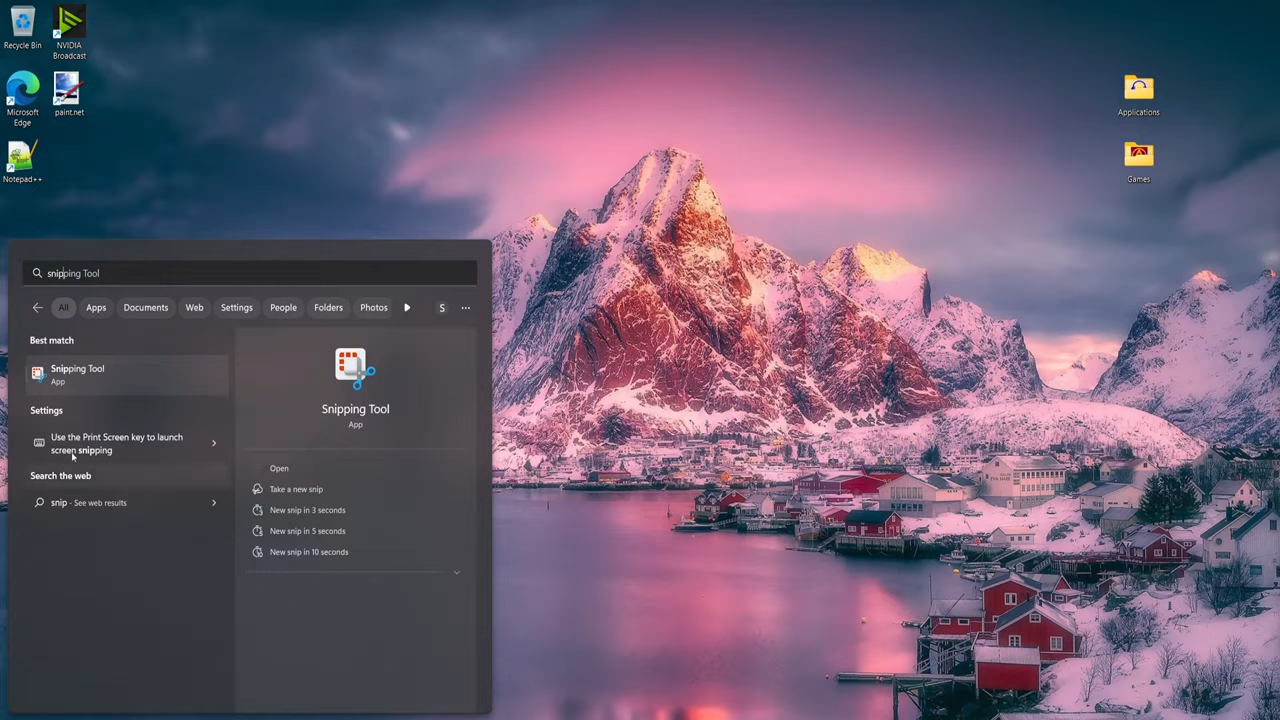 Recycle Bin
NVIDIA
Broadcast
Microsoft
Edge
paint.net
Notepad++
Applications
Games
snipping Tool
All
Apps
Documents
Web
Settings
People
Folders
Photos
S
Best match
Snipping Tool
App
Settings
Use the Print Screen key to launch
screen snipping
Search the web
snip - See web results
Snipping Tool
App
Open
Take a new snip
New snip in 3 seconds
New snip in 5 seconds
New snip in 10 seconds